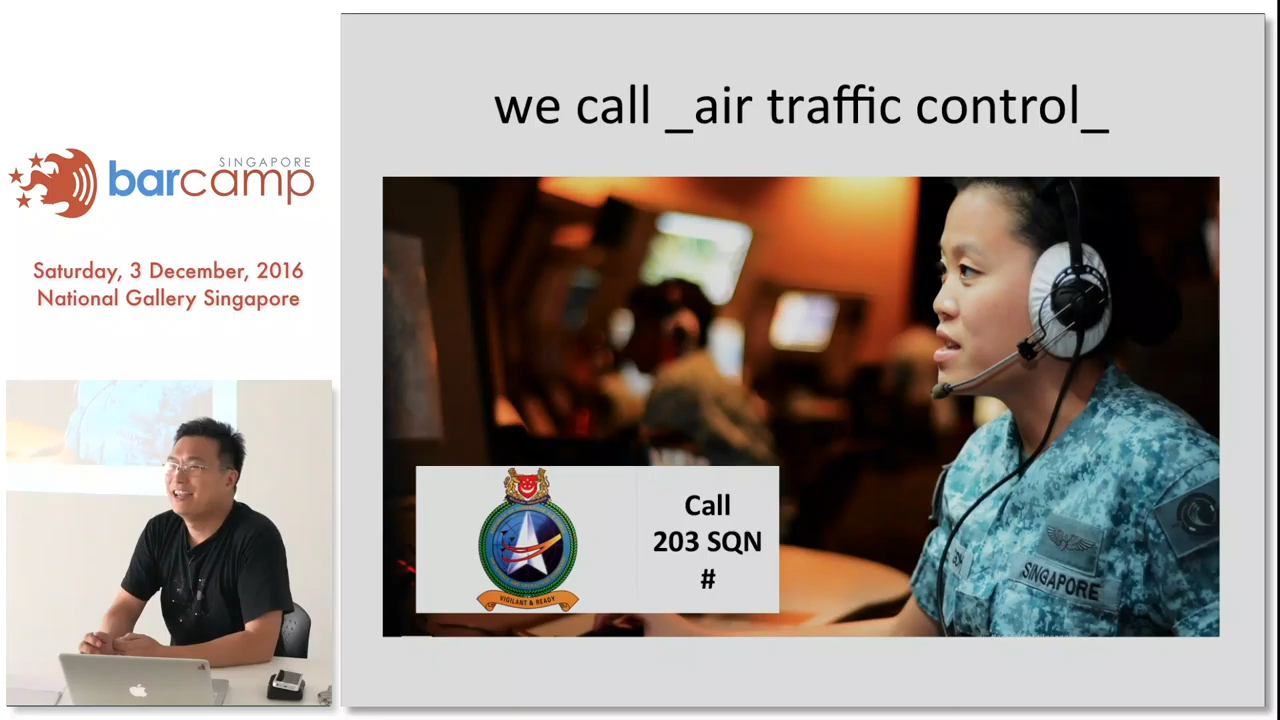 SINGAPORE
barcamp
Saturday, 3 December, 2016
National Gallery Singapore
we call _air traffic control_
Call
203 SQN
#
VIGILANT & READY
SINGAPORE